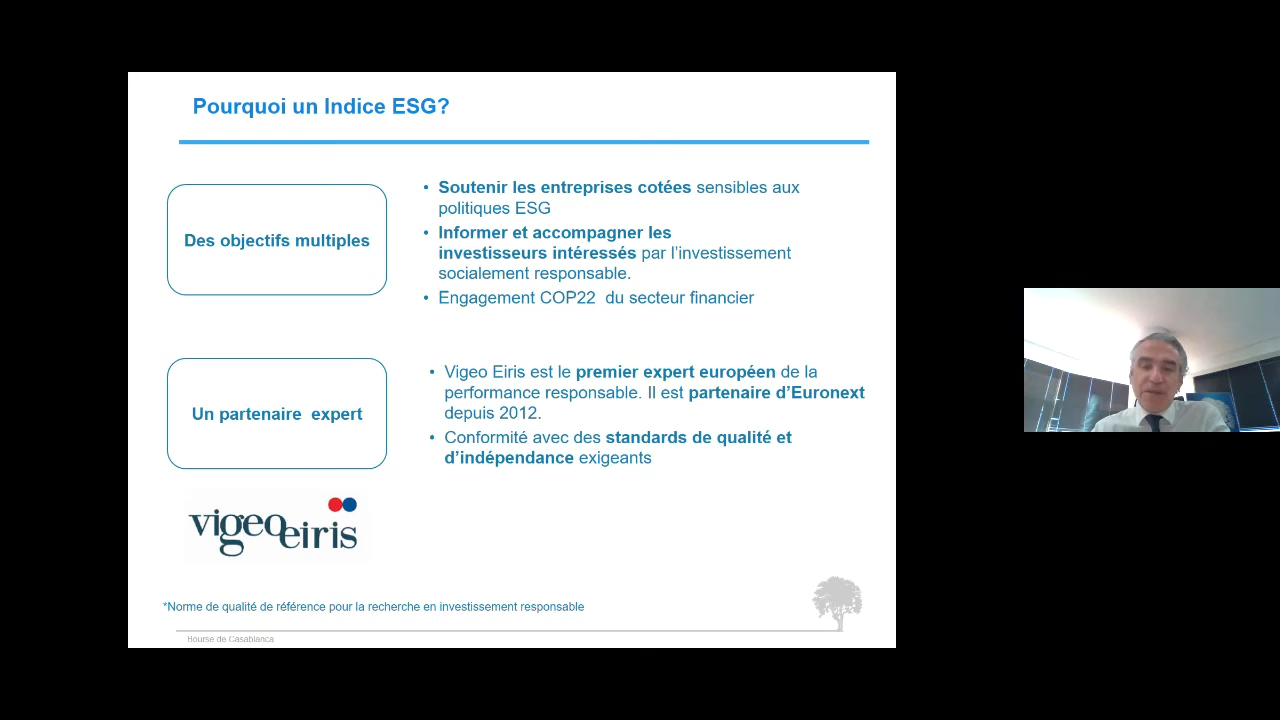 Pourquoi un Indice ESG?
Des objectifs multiples
• Soutenir les entreprises cotées sensibles aux
politiques ESG
• Informer et accompagner les
investisseurs intéressés par l’investissement
socialement responsable.
• Engagement COP22 du secteur financier
Un partenaire expert
• Vigeo Eiris est le premier expert européen de la
performance responsable. Il est partenaire d’Euronext
depuis 2012.
• Conformité avec des standards de qualité et
d’indépendance exigeants
vigeo eiris
*Norme de qualité de référence pour la recherche en investissement responsable
Bourse de Casablanca